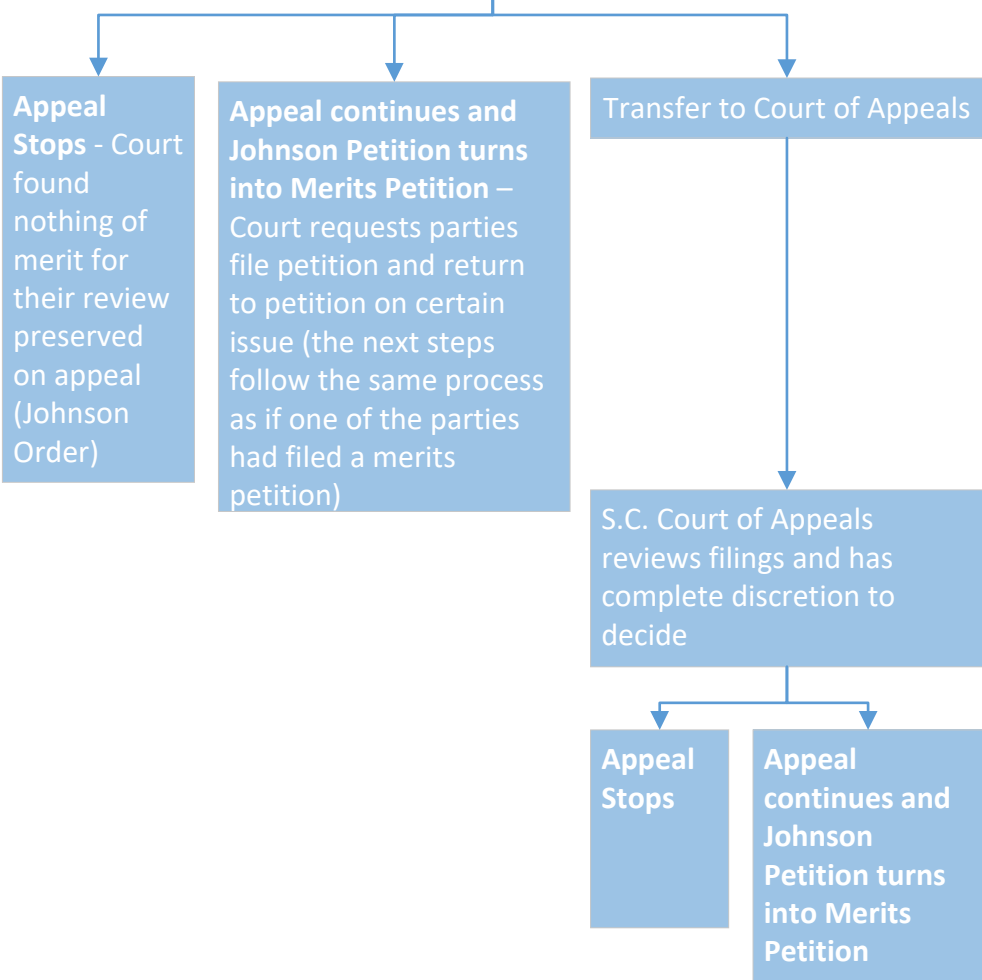 Appeal
Stops - Court
found
nothing of
merit for
their review
preserved
on appeal
(Johnson
Order)
Appeal continues and
Johnson Petition turns
into Merits Petition –
Court requests parties
file petition and return
to petition on certain
issue (the next steps
follow the same process
as if one of the parties
had filed a merits
petition)
Transfer to Court of Appeals
S.C. Court of Appeals
reviews filings and has
complete discretion to
decide
Appeal
Stops
Appeal
continues and
Johnson
Petition turns
into Merits
Petition